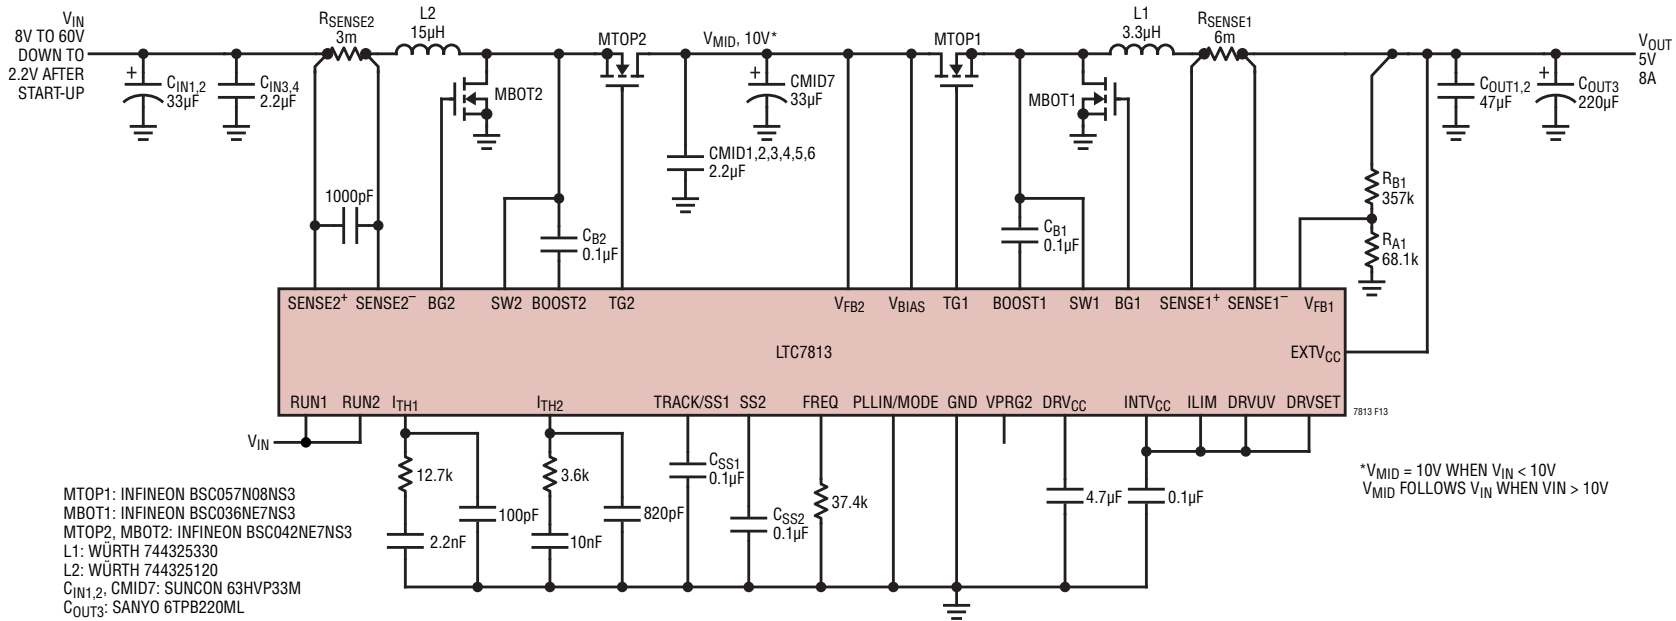 VIN
8V TO 60V
DOWN TO
2.2V AFTER
START-UP
RSENSE2
3m
L2
15µH
MTOP2
VMID, 10V*
MTOP1
L1
3.3µH
RSENSE1
6m
VOUT
5V
8A
+
CIN1,2
33µF
CIN3,4
2.2µF
MBOT2
+
CMID7
33µF
MBOT1
COUT1,2
47µF
+
COUT3
220µF
CMID1,2,3,4,5,6
2.2µF
1000pF
CB2
0.1µF
CB1
0.1µF
RB1
357k
RA1
68.1k
SENSE2+ SENSE2– BG2 SW2 BOOST2 TG2 VFB2 VBIAS TG1 BOOST1 SW1 BG1 SENSE1+ SENSE1– VFB1
LTC7813
EXTVCC
RUN1 RUN2 ITH1 ITH2 TRACK/SS1 SS2 FREQ PLLIN/MODE GND VPRG2 DRVCC INTVCC ILIM DRVUV DRVSET
7813 F13
VIN
12.7k
100pF
2.2nF
3.6k
820pF
10nF
CSS1
0.1µF
CSS2
0.1µF
37.4k
4.7µF
0.1µF
*VMID = 10V WHEN VIN < 10V
VMID FOLLOWS VIN WHEN VIN > 10V
MTOP1: INFINEON BSC057N08NS3
MBOT1: INFINEON BSC036NE7NS3
MTOP2, MBOT2: INFINEON BSC042NE7NS3
L1: WÜRTH 744325330
L2: WÜRTH 744325120
CIN1,2, CMID7: SUNCON 63HVP33M
COUT3: SANYO 6TPB220ML